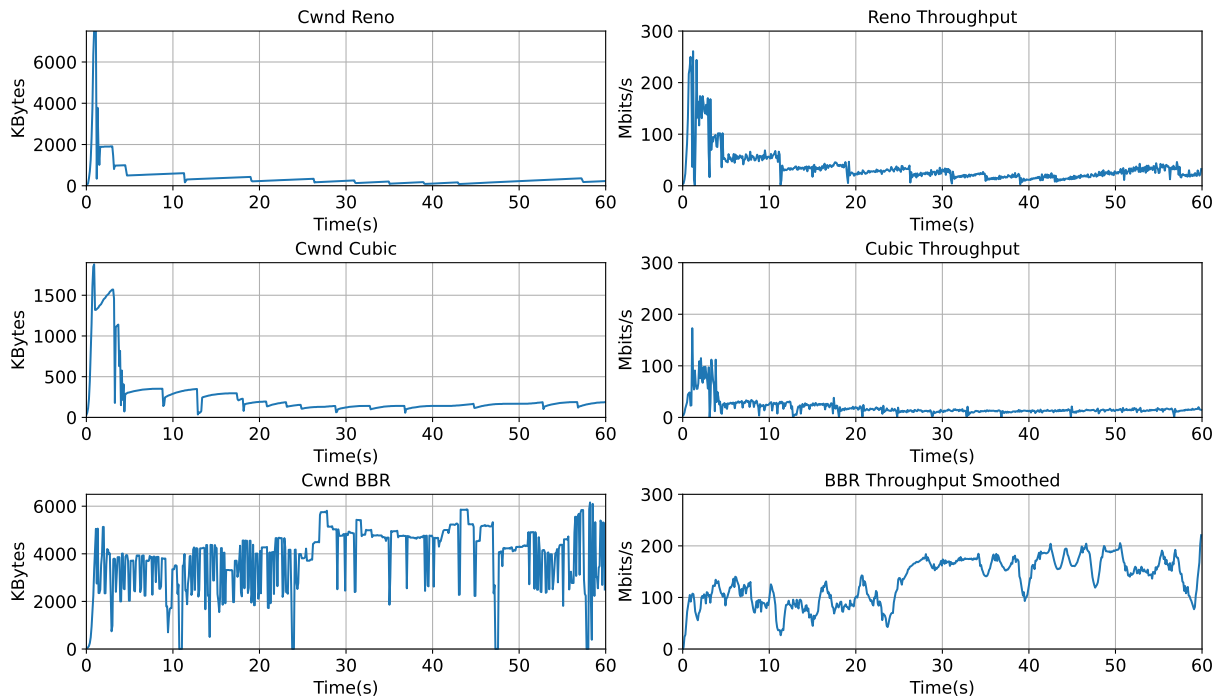 Cwnd Reno
KBytes
6000
4000
2000
0
0 10 20 30 40 50 60
Time(s)
Reno Throughput
Mbits/s
300
200
100
0
0 10 20 30 40 50 60
Time(s)
Cwnd Cubic
KBytes
1500
1000
500
0
0 10 20 30 40 50 60
Time(s)
Cubic Throughput
Mbits/s
300
200
100
0
0 10 20 30 40 50 60
Time(s)
Cwnd BBR
KBytes
6000
4000
2000
0
0 10 20 30 40 50 60
Time(s)
BBR Throughput Smoothed
Mbits/s
300
200
100
0
0 10 20 30 40 50 60
Time(s)